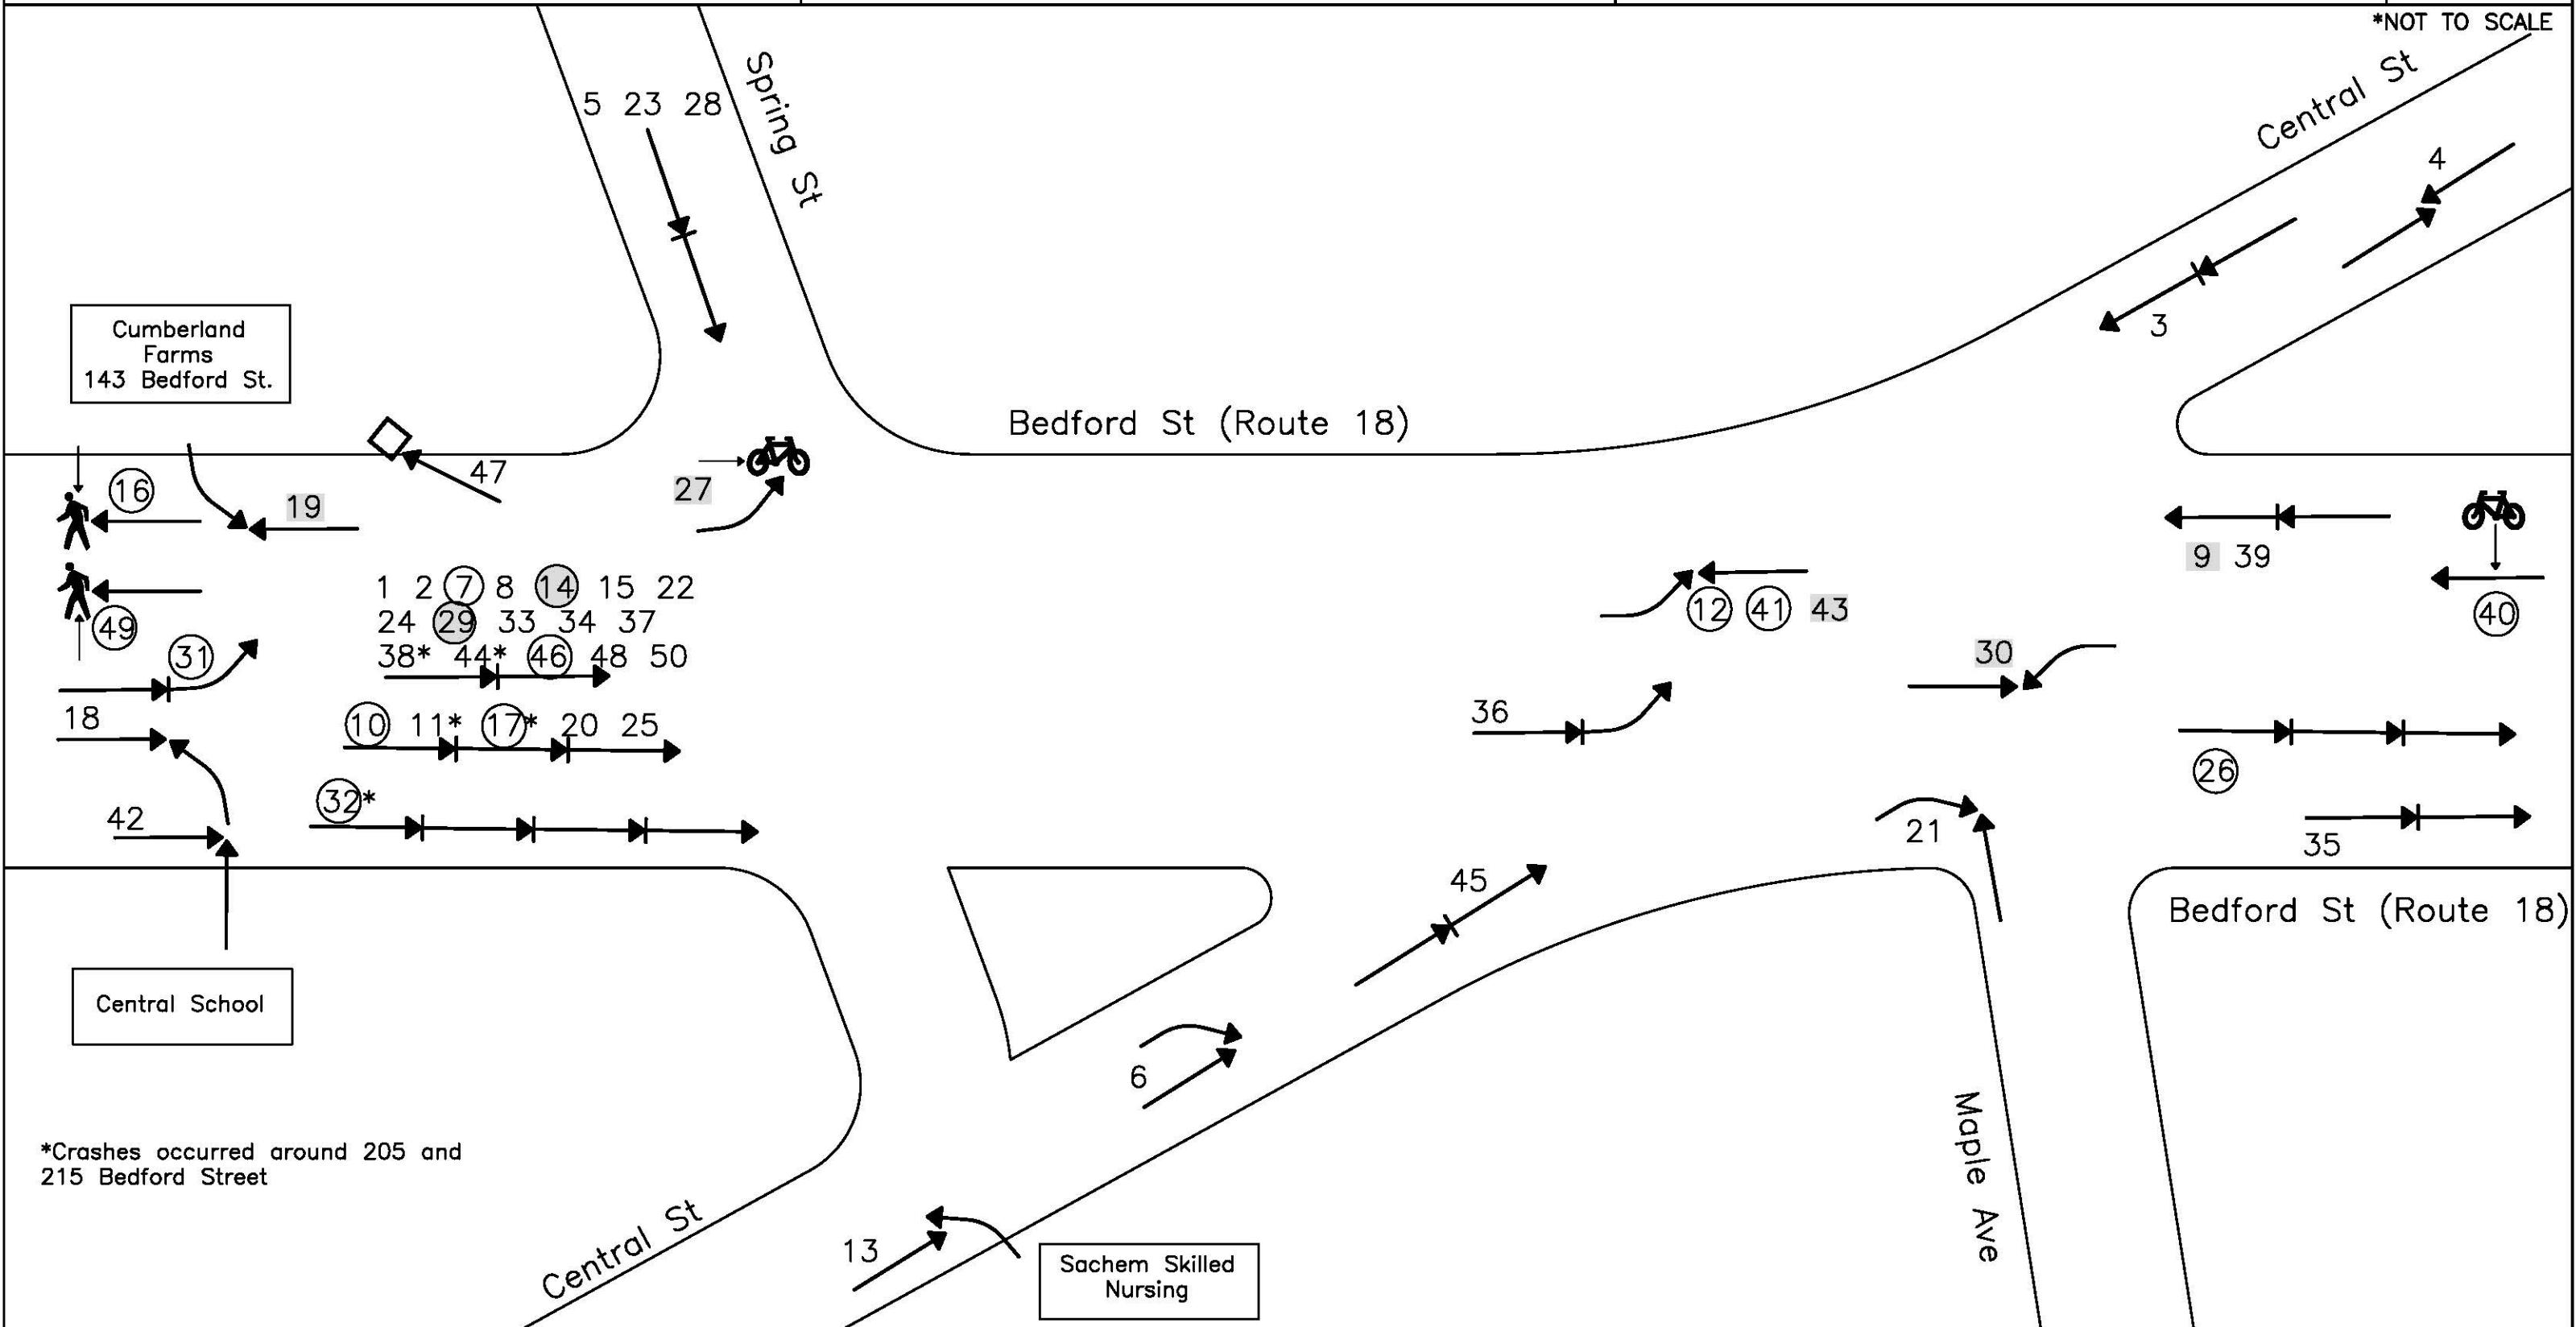 *NOT TO SCALE
Central St
Spring St
5 23 28
4
3
Cumberland
Farms
143 Bedford St.
Bedford St (Route 18)
47
16
19
27
9 39
40
49
1 2 7 8 14 15 22
24 29 33 34 37
38* 44* 46 48 50
12 41 43
31
30
18
10 11* 17* 20 25
36
26
42
32*
21
35
45
Bedford St (Route 18)
Central School
6
Maple Ave
*Crashes occurred around 205 and
215 Bedford Street
Central St
13
Sachem Skilled
Nursing